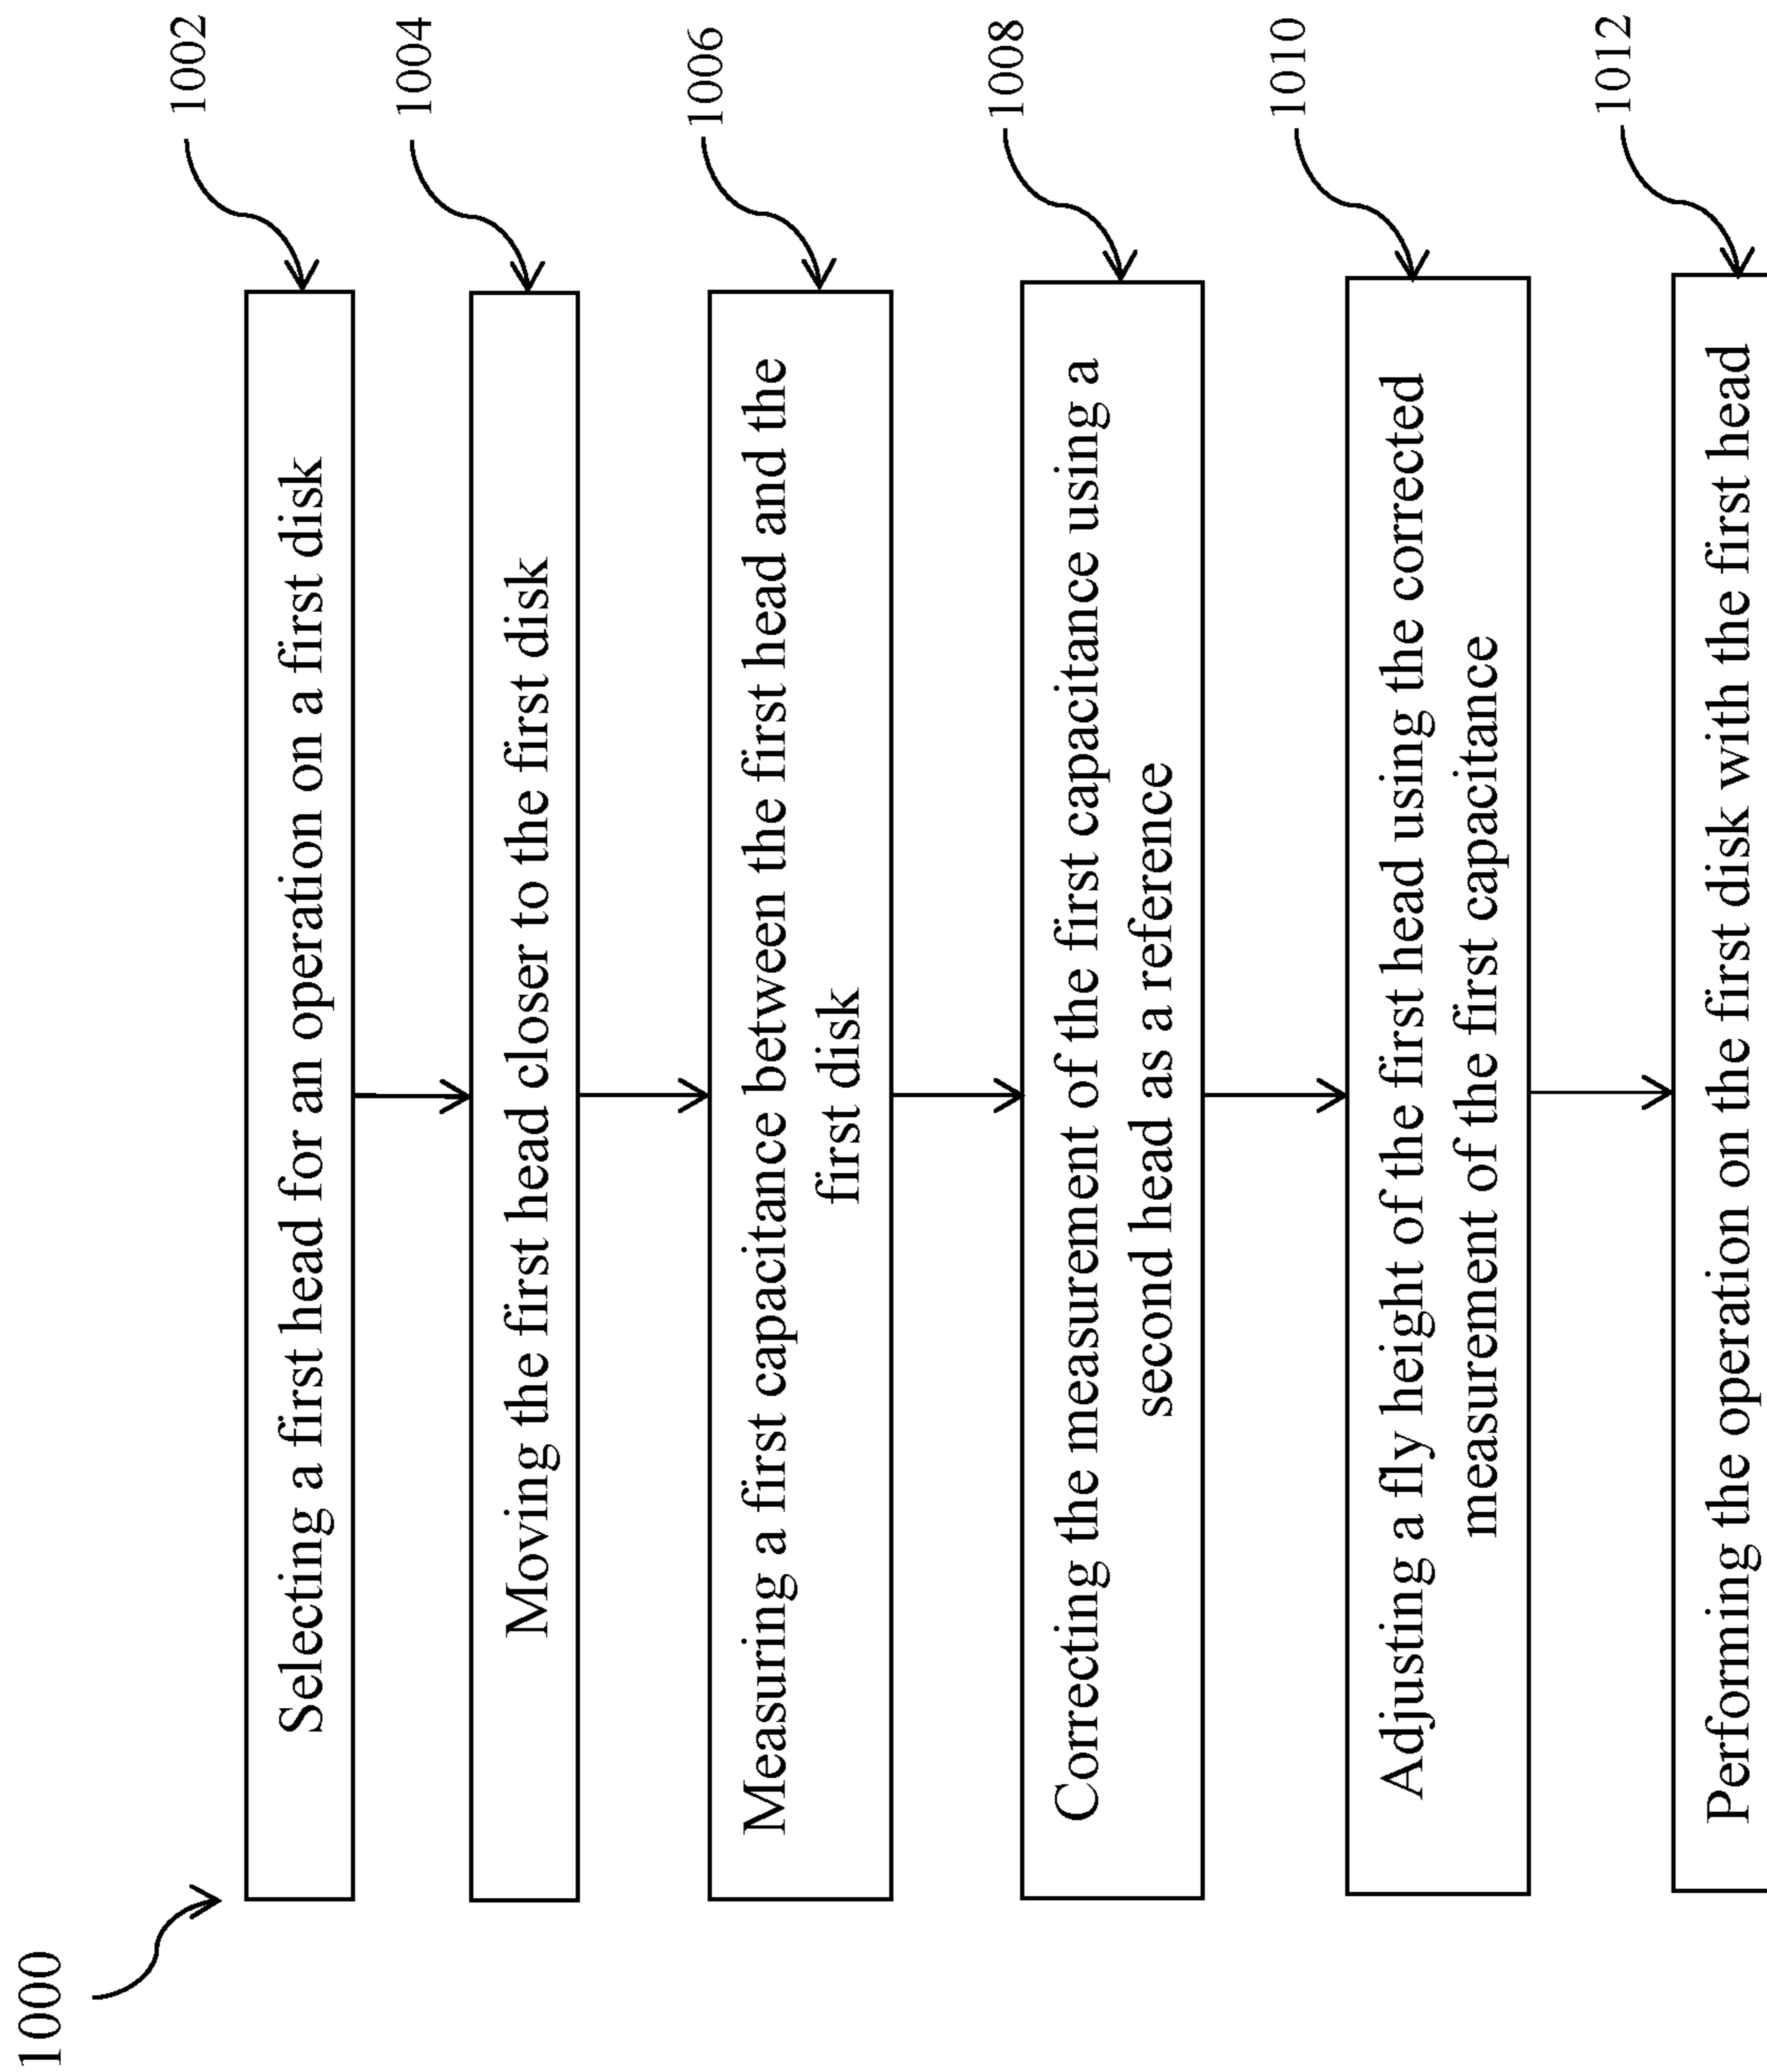 1000
Selecting a first head for an operation on a first disk
1002
Moving the first head closer to the first disk
1004
Measuring a first capacitance between the first head and the
first disk
1006
Correcting the measurement of the first capacitance using a
second head as a reference
1008
Adjusting a fly height of the first head using the corrected
measurement of the first capacitance
1010
Performing the operation on the first disk with the first head
1012